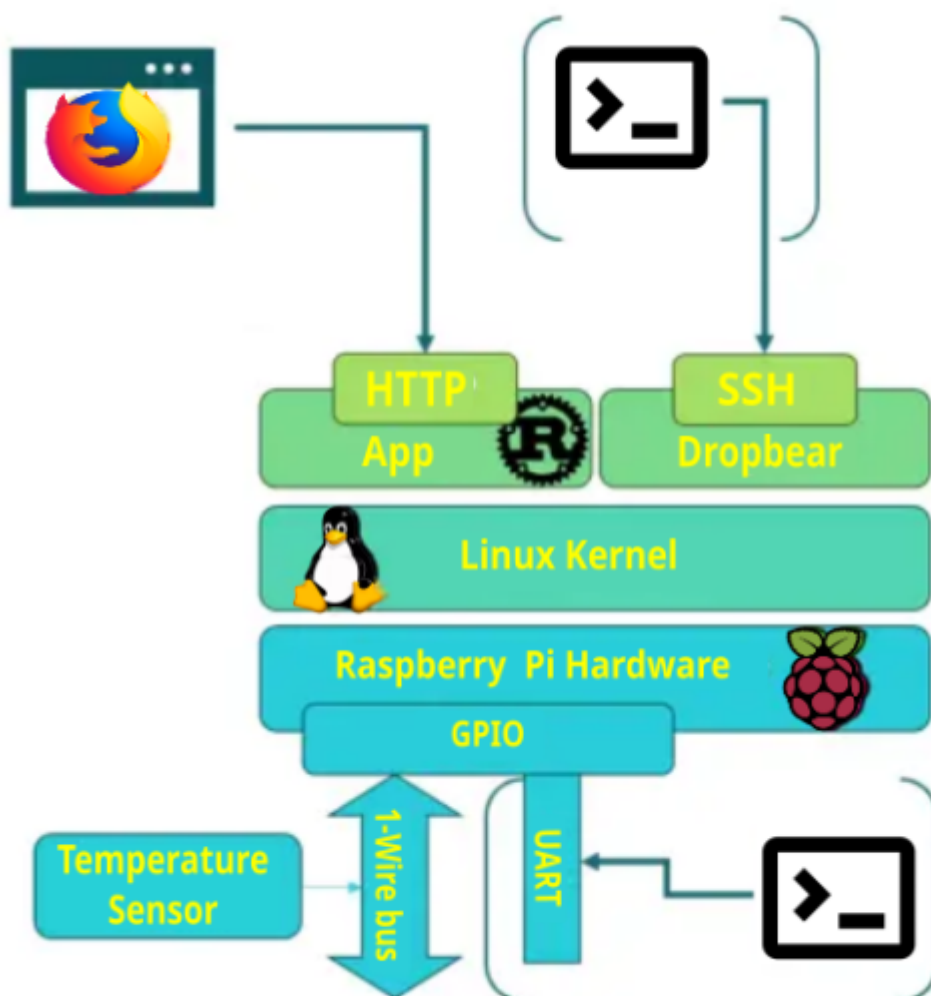 >_
HTTP
SSH
App
R
Dropbear
Linux Kernel
Raspberry Pi Hardware
GPIO
1-Wire bus
UART
Temperature
Sensor
>_